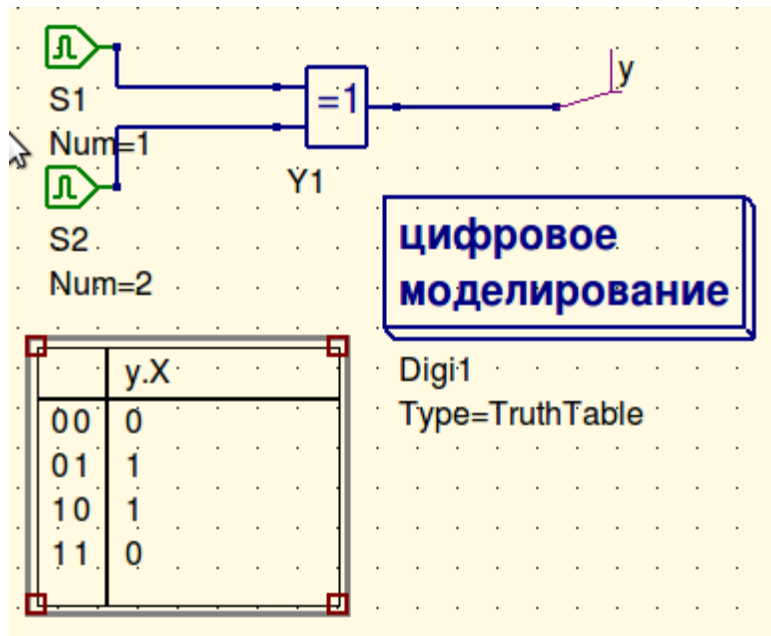 S1
Num=1
=1
y
Y1
S2
Num=2
цифровое
моделирование
Digi1
Type=TruthTable
y.X
00 0
01 1
10 1
11 0